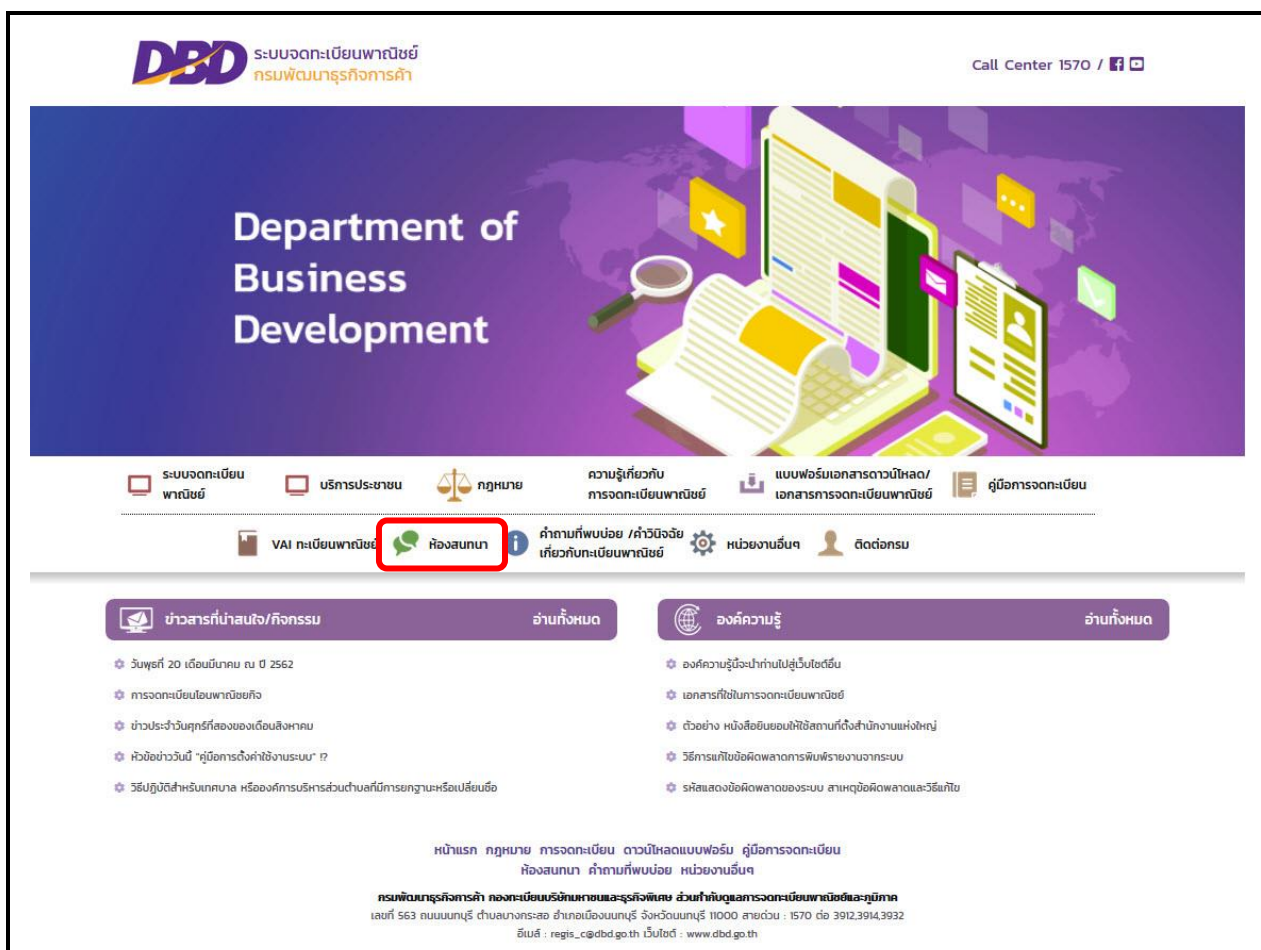 DBD
ระบบจดทะเบียนพาณิชย์
กรมพัฒนาธุรกิจการค้า
Call Center 1570 /
Department of
Business
Development
ระบบจดทะเบียน
พาณิชย์
บริการประชาชน
กฎหมาย
ความรู้เกี่ยวกับ
การจดทะเบียนพาณิชย์
แบบฟอร์มเอกสารดาวน์โหลด/
เอกสารการจดทะเบียนพาณิชย์
คู่มือการจดทะเบียน
VAI ทะเบียนพาณิชย์
ห้องสนทนา
คำถามที่พบบ่อย /คำวินิจฉัย
เกี่ยวกับทะเบียนพาณิชย์
หน่วยงานอื่นๆ
ติดต่อกรม
ข่าวสารที่น่าสนใจ/กิจกรรม
อ่านทั้งหมด
วันพุธที่ 20 เดือนมีนาคม ณ ปี 2562
การจดทะเบียนโอนพาณิชยกิจ
ข่าวประจำวันศุกร์ที่สองของเดือนสิงหาคม
หัวข้อข่าววันนี้ "คู่มือการตั้งค่าใช้งานระบบ" !?
วิธีปฏิบัติสำหรับเทศบาล หรือองค์การบริหารส่วนตำบลที่มีการยกฐานะหรือเปลี่ยนชื่อ
องค์ความรู้
อ่านทั้งหมด
องค์ความรู้นี้จะนำท่านไปสู่เว็บไซต์อื่น
เอกสารที่ใช้ในการจดทะเบียนพาณิชย์
ตัวอย่าง หนังสือยินยอมให้ใช้สถานที่ตั้งสำนักงานแห่งใหญ่
วิธีการแก้ไขข้อผิดพลาดการพิมพ์รายงานจากระบบ
รหัสแสดงข้อผิดพลาดของระบบ สาเหตุข้อผิดพลาดและวิธีแก้ไข
หน้าแรก กฎหมาย การจดทะเบียน ดาวน์โหลดแบบฟอร์ม คู่มือการจดทะเบียน
ห้องสนทนา คำถามที่พบบ่อย หน่วยงานอื่นๆ
กรมพัฒนาธุรกิจการค้า กองทะเบียนบริษัทมหาชนและธุรกิจพิเศษ ส่วนกำกับดูแลการจดทะเบียนพาณิชย์และภูมิภาค
เลขที่ 563 ถนนนนทบุรี ตำบลบางกระสอ อำเภอเมืองนนทบุรี จังหวัดนนทบุรี 11000 สายด่วน : 1570 ต่อ 3912,3914,3932
อีเมล์ : regis_c@dbd.go.th เว็บไซต์ : www.dbd.go.th